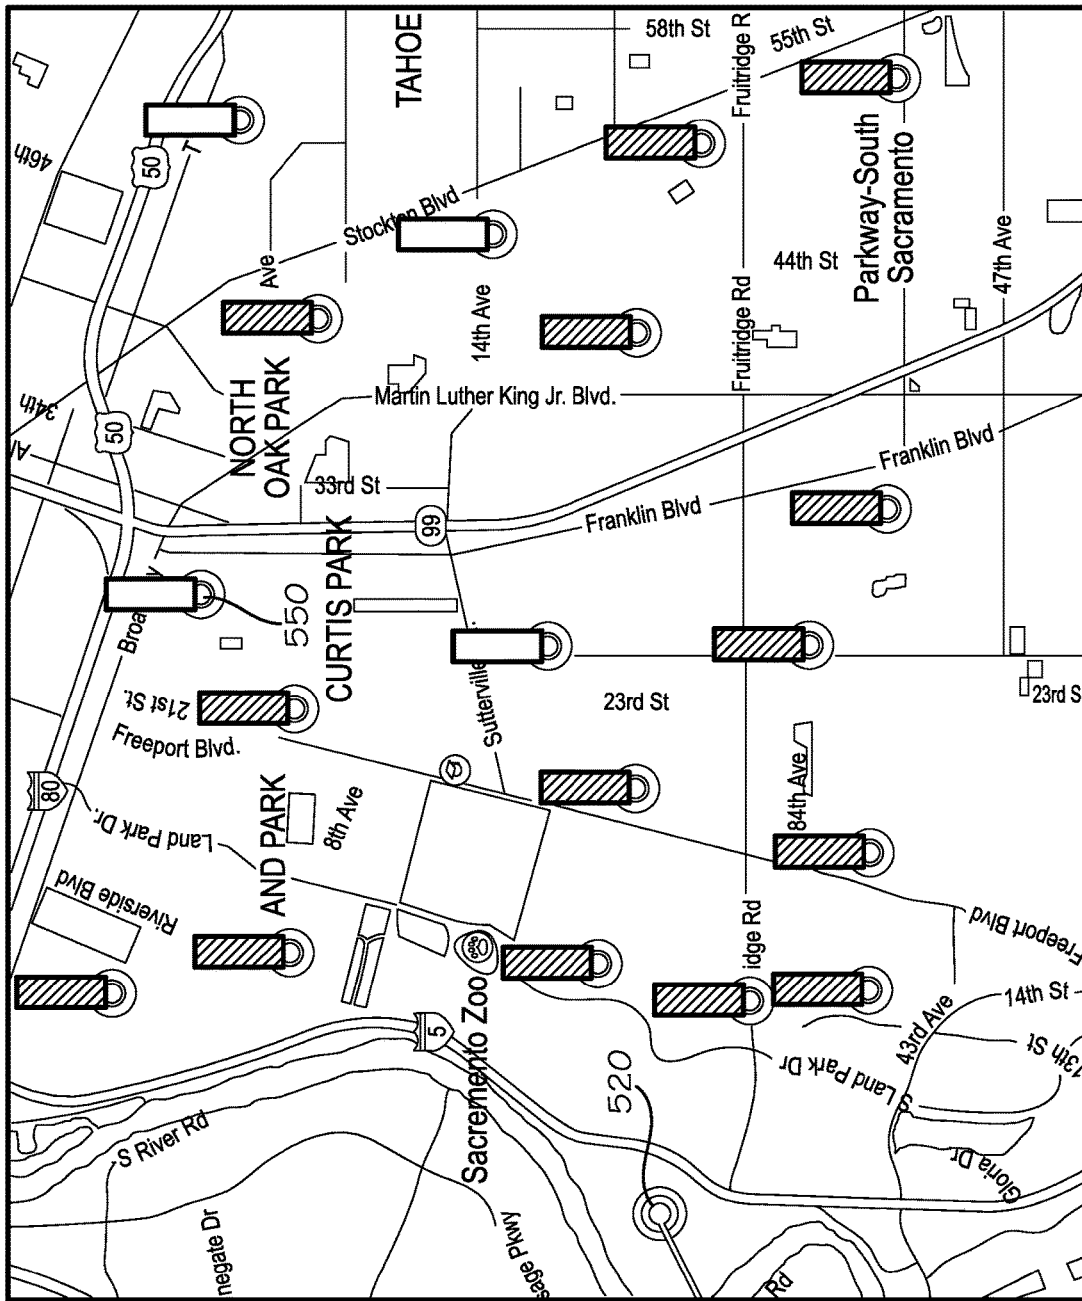 58th St
55th St
TAHOE
Fruitridge R
46th
50
T
Stockton Blvd
Parkway-South
Sacramento
44th St
47th Ave
Ave
14th Ave
Fruitridge Rd
34th
50
NORTH
OAK PARK
Martin Luther King Jr. Blvd.
Al
33rd St
99
Franklin Blvd
Franklin Blvd
Broa
y
550
CURTIS PARK
Sutterville
21st St.
Freeport Blvd.
23rd St
23rd S
80
Land Park Dr.
AND PARK
8th Ave
84th Ave
Riverside Blvd
Freeport Blvd
idge Rd
14th St
13th St
43rd Ave
Sacremento Zoo
5
S Land Park Dr
520
S River Rd
Gloria Dr
negate Dr
sage Pkwy
Rd